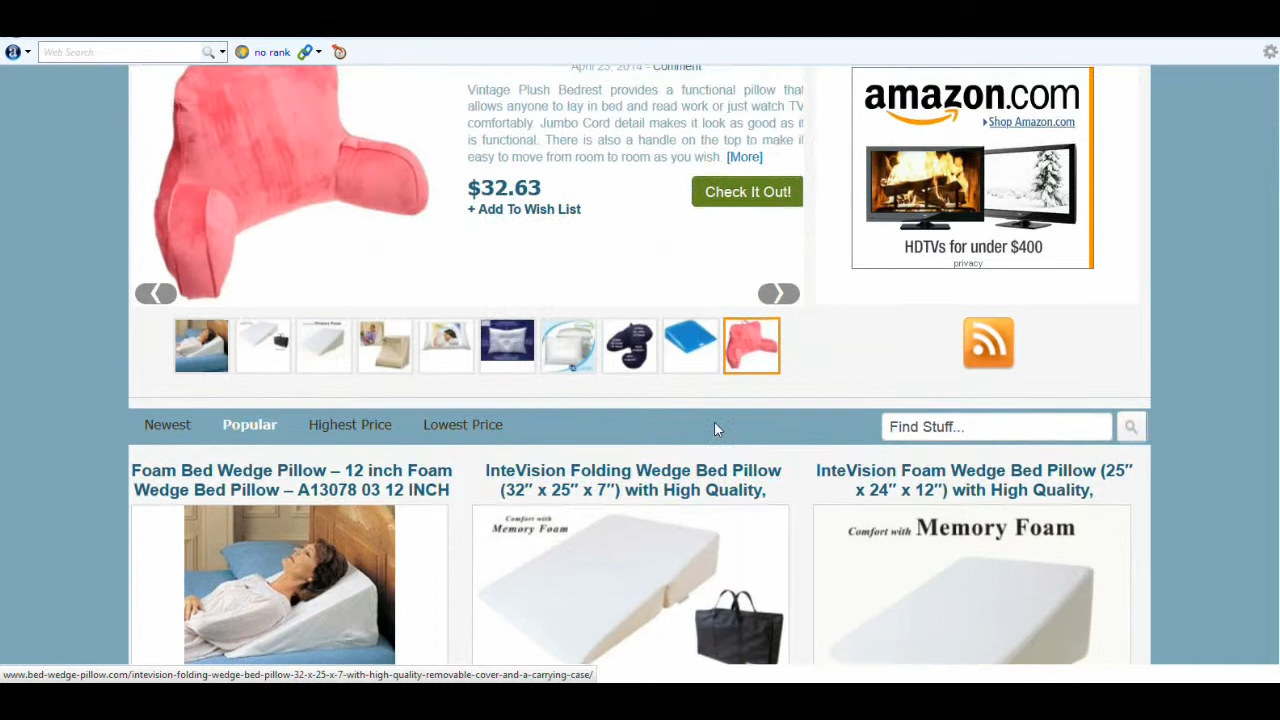 Web Search...
no rank
April 23, 2014 - Comment
Vintage Plush Bedrest provides a functional pillow that
allows anyone to lay in bed and read work or just watch TV
comfortably. Jumbo Cord detail makes it look as good as it
is functional. There is also a handle on the top to make it
easy to move from room to room as you wish. [More]
$32.63
Check It Out!
+ Add To Wish List
amazon.com
Shop Amazon.com
HDTVs for under $400
privacy
Newest
Popular
Highest Price
Lowest Price
Find Stuff...
Foam Bed Wedge Pillow – 12 inch Foam
Wedge Bed Pillow – A13078 03 12 INCH
InteVision Folding Wedge Bed Pillow
(32″ x 25″ x 7″) with High Quality,
InteVision Foam Wedge Bed Pillow (25″
x 24″ x 12″) with High Quality,
Comfort with
Memory Foam
Comfort with Memory Foam
www.bed-wedge-pillow.com/intevision-folding-wedge-bed-pillow-32-x-25-x-7-with-high-quality-removable-cover-and-a-carrying-case/